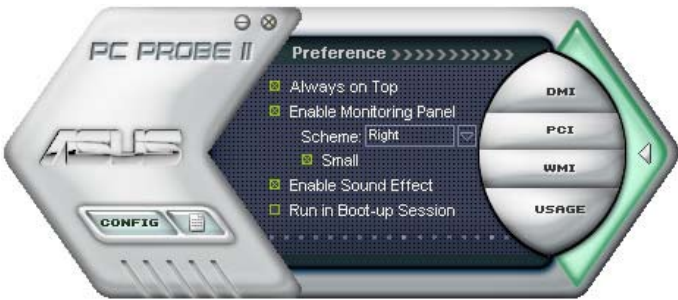 PC PROBE II
Preference >>>>>>>>>>>
Always on Top
Enable Monitoring Panel
Scheme: Right
Small
Enable Sound Effect
Run in Boot-up Session
ASUS
CONFIG
DMI
PCI
WMI
USAGE